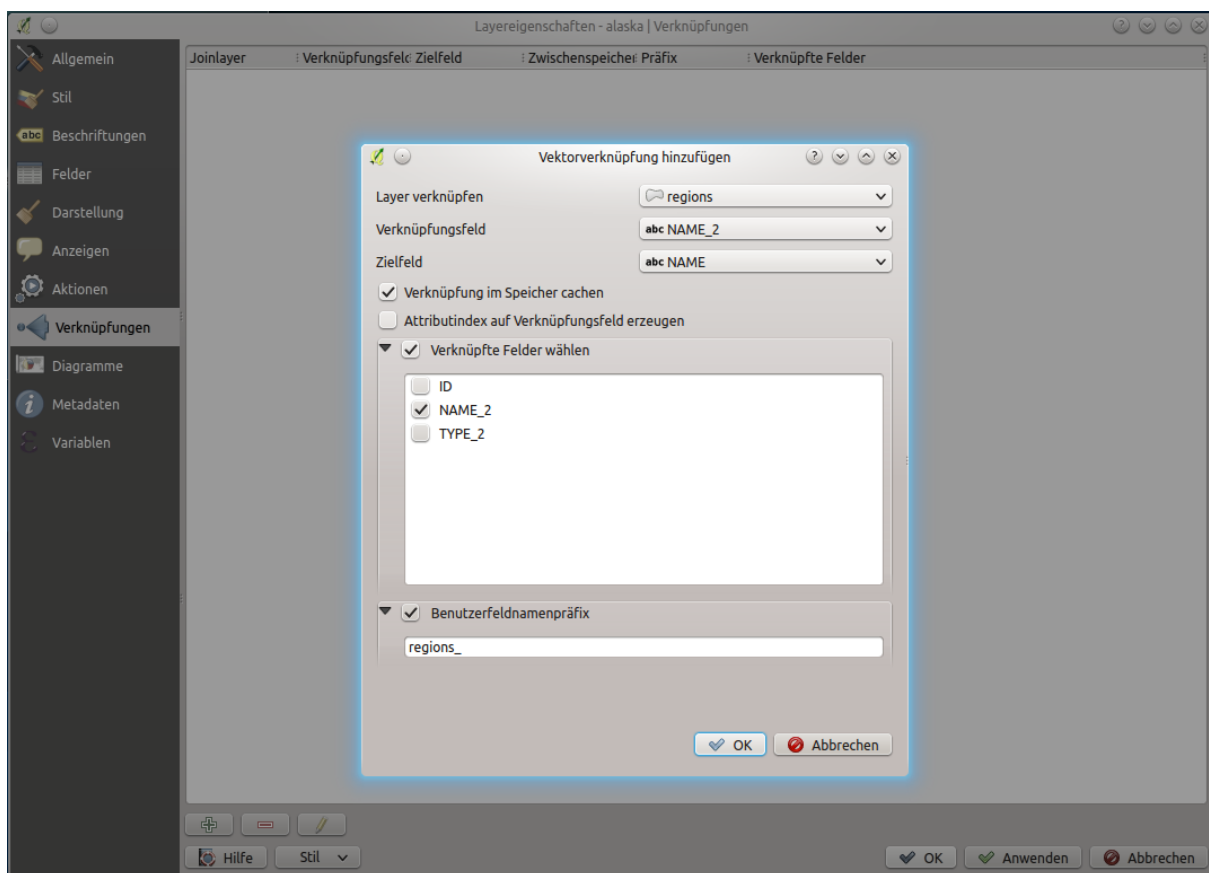 Layereigenschaften - alaska | Verknüpfungen
Allgemein
Stil
Beschriftungen
Felder
Darstellung
Anzeigen
Aktionen
Verknüpfungen
Diagramme
Metadaten
Variablen
Joinlayer Verknüpfungsfeld Zielfeld Zwischenspeicher Präfix Verknüpfte Felder
Vektorverknüpfung hinzufügen
Layer verknüpfen regions
Verknüpfungsfeld abc NAME_2
Zielfeld abc NAME
Verknüpfung im Speicher cachen
Attributindex auf Verknüpfungsfeld erzeugen
Verknüpfte Felder wählen
ID
NAME_2
TYPE_2
Benutzerfeldnamenpräfix
regions_
OK Abbrechen
Hilfe Stil OK Anwenden Abbrechen